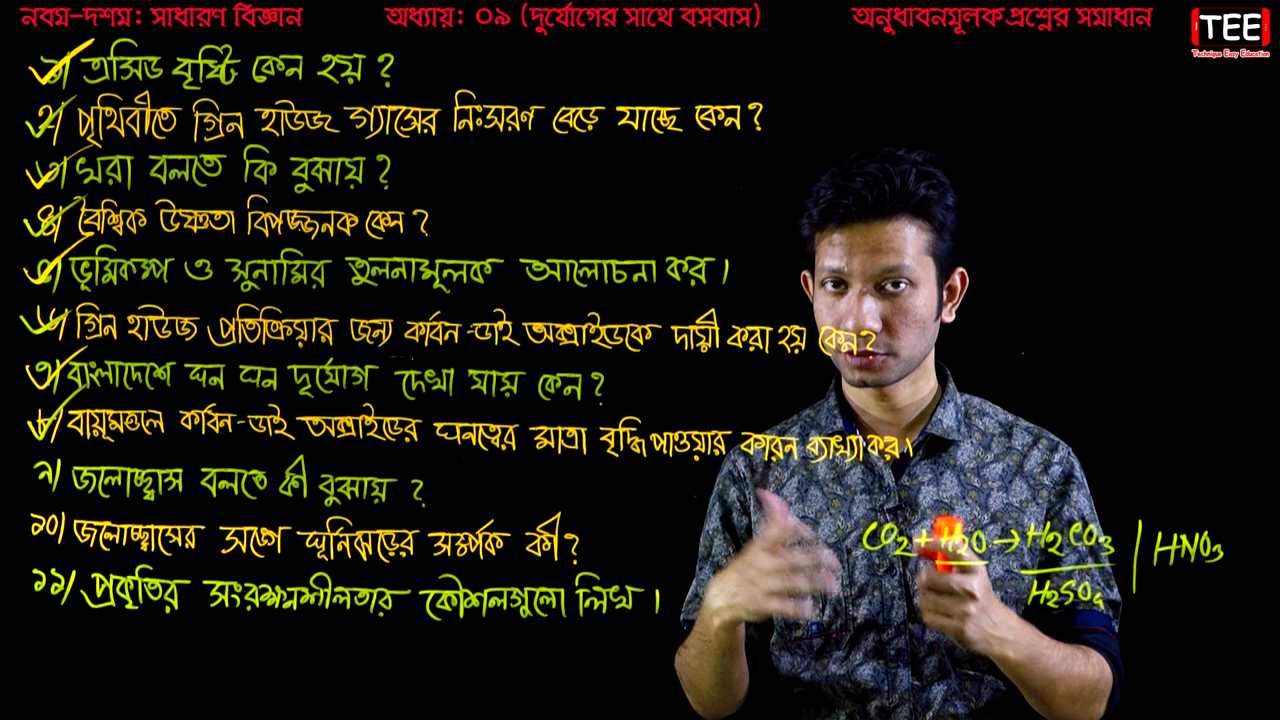 নবম-দশম: সাধারণ বিজ্ঞান অধ্যায়: ০৯ (দুর্যোগের সাথে বসবাস) অনুধাবনমূলক প্রশ্নের সমাধান
TEE
Technique Easy Education
১) এসিড বৃষ্টি কেন হয় ?
২) পৃথিবীতে গ্রিন হাউজ গ্যাসের নিঃসরণ বেড়ে যাচ্ছে কেন ?
৩) খরা বলতে কি বুঝায় ?
৪) বৈশ্বিক উষ্ণতা বিপজ্জনক কেন ?
৫) ভূমিকম্প ও সুনামির তুলনামূলক আলোচনা কর ।
৬) গ্রিন হাউজ প্রতিক্রিয়ার জন্য কার্বন-ডাই অক্সাইডকে দায়ী করা হয় কেন ?
৭) বাংলাদেশে ঘন ঘন দূর্যোগ দেখা যায় কেন ?
৮) বায়ূমণ্ডলে কার্বন-ডাই অক্সাইডের ঘনত্বের মাত্রা বৃদ্ধি পাওয়ার কারন ব্যাখ্যা কর ।
৯) জলোচ্ছ্বাস বলতে কী বুঝায় ?
১০) জলোচ্ছ্বাসের সঙ্গে ঘূর্নিঝড়ের সম্পর্ক কী ?
CO₂ + H₂O → H₂CO₃ | HNO₃
H₂SO₄
১১) প্রকৃতির সংরক্ষনশীলতার কৌশলগুলো লিখ ।